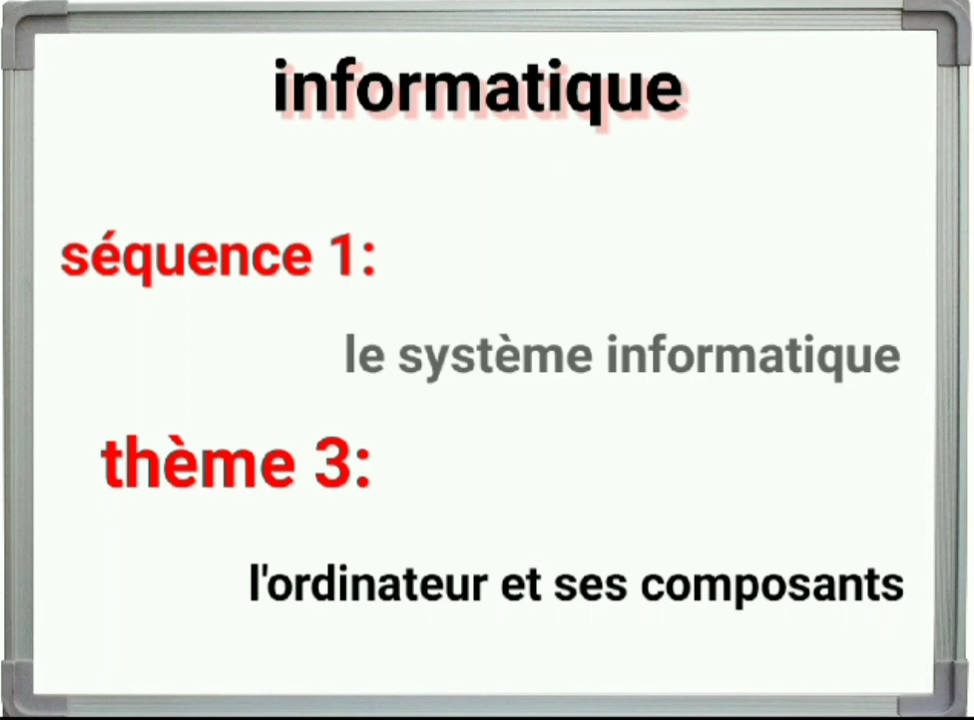 informatique
séquence 1:
le système informatique
thème 3:
l'ordinateur et ses composants